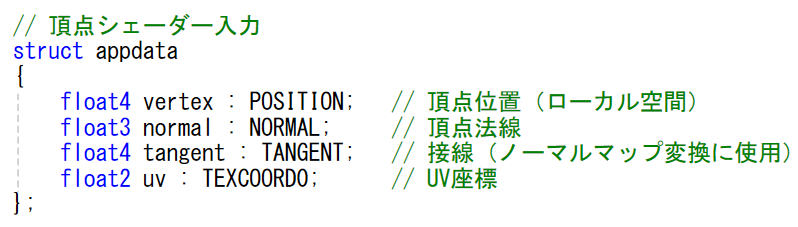 // 頂点シェーダー入力
struct appdata
{
float4 vertex : POSITION; // 頂点位置（ローカル空間）
float3 normal : NORMAL; // 頂点法線
float4 tangent : TANGENT; // 接線（ノーマルマップ変換に使用）
float2 uv : TEXCOORD0; // UV座標
};